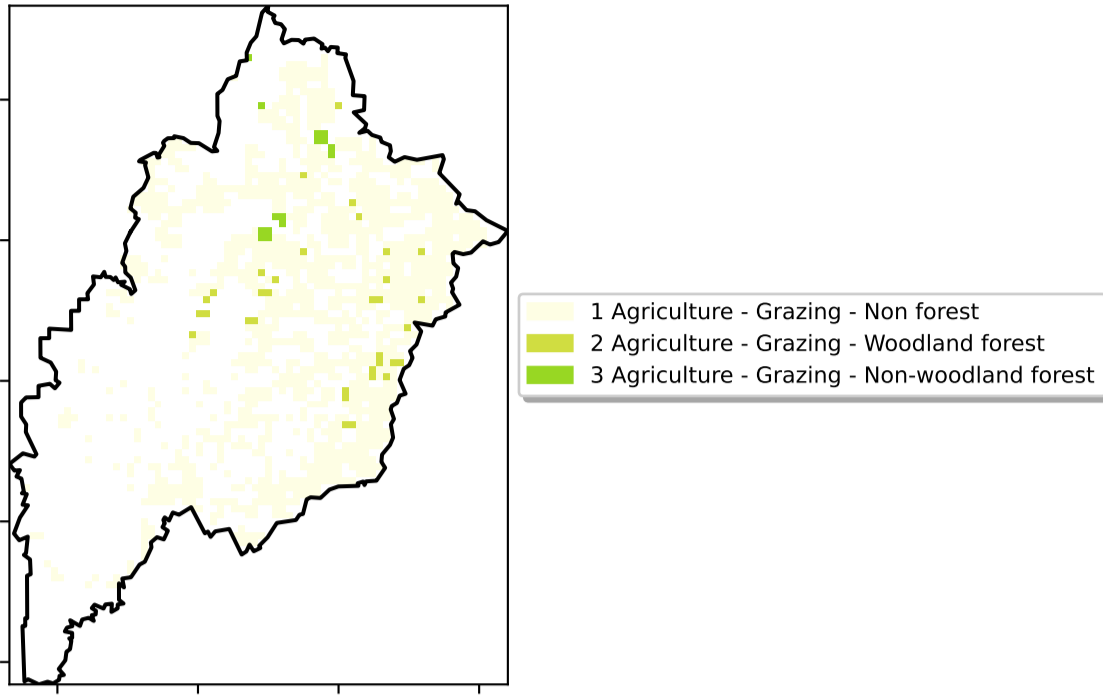 1 Agriculture - Grazing - Non forest
2 Agriculture - Grazing - Woodland forest
3 Agriculture - Grazing - Non-woodland forest